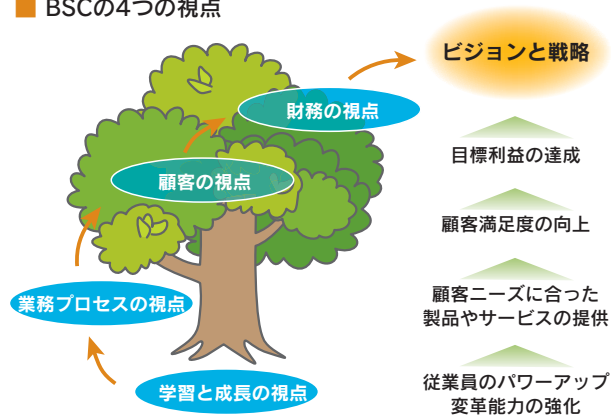 ■ BSCの4つの視点
ビジョンと戦略
財務の視点
目標利益の達成
顧客の視点
顧客満足度の向上
業務プロセスの視点
顧客ニーズに合った
製品やサービスの提供
学習と成長の視点
従業員のパワーアップ
変革能力の強化